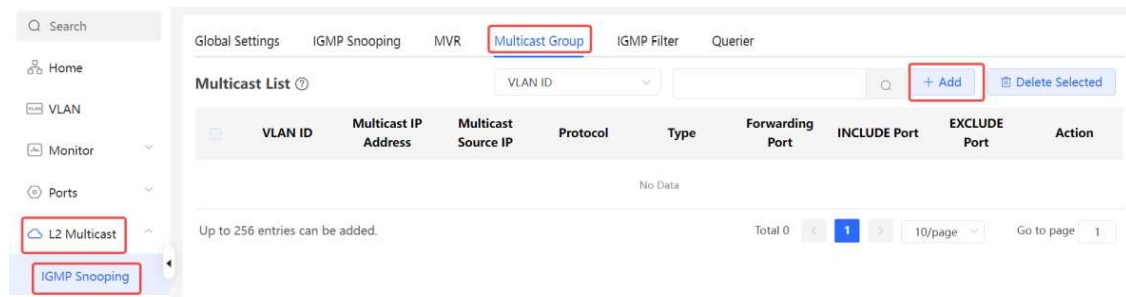 Search
Home
VLAN
Monitor
Ports
L2 Multicast
IGMP Snooping
Global Settings IGMP Snooping MVR Multicast Group IGMP Filter Querier
Multicast List VLAN ID + Add Delete Selected
VLAN ID Multicast IP Address Multicast Source IP Protocol Type Forwarding Port INCLUDE Port EXCLUDE Port Action
No Data
Up to 256 entries can be added. Total 0 < 1 > 10/page Go to page 1